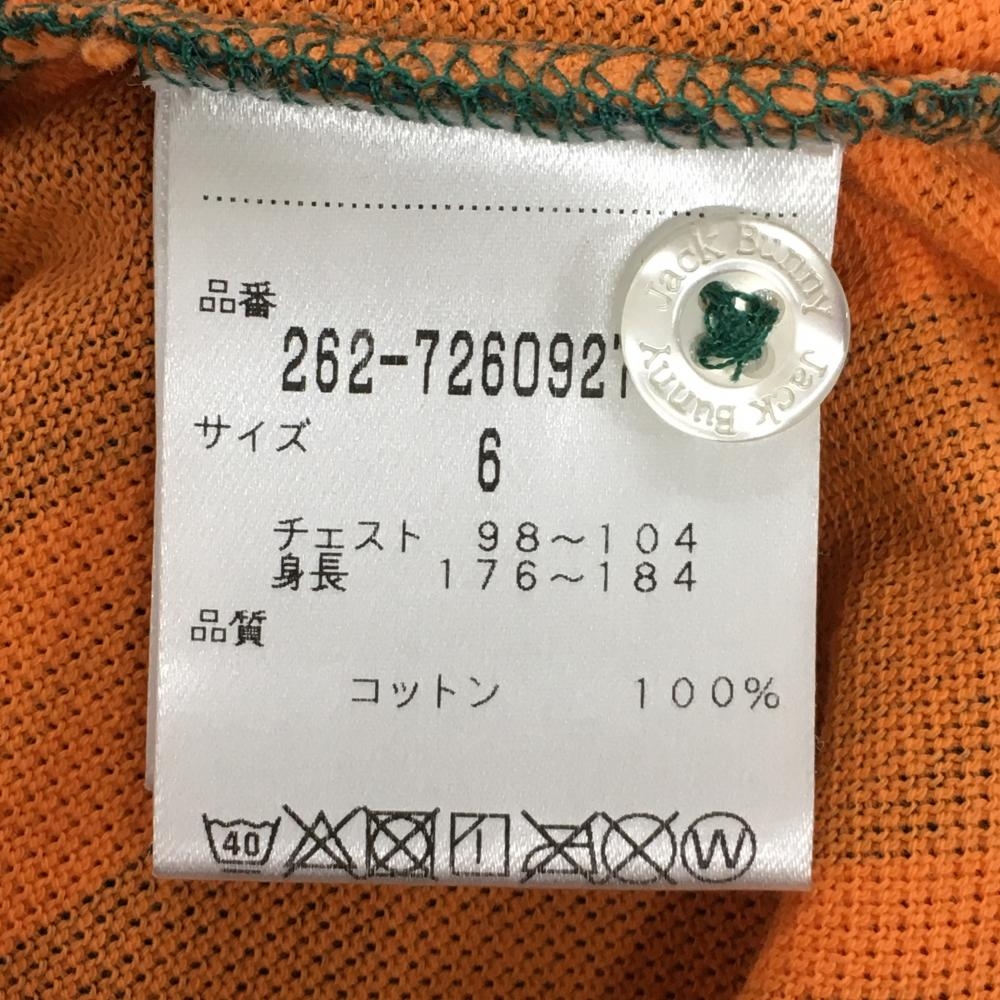 品番
262-7260927
サイズ
6
チェスト 98~104
身長 176~184
品質
コットン 100%
40
W
Jack Bunny
Jack Bunny